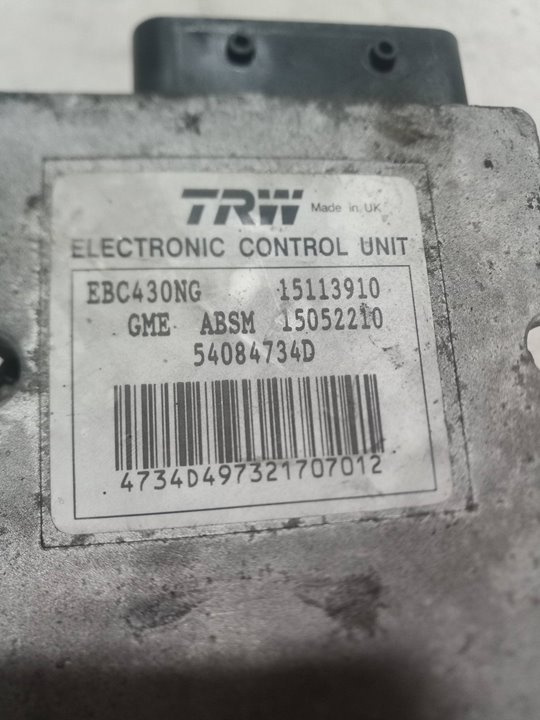 TRW Made in UK
ELECTRONIC CONTROL UNIT
EBC430NG 15113910
GME ABSM 15052210
54084734D
4734D497321707012